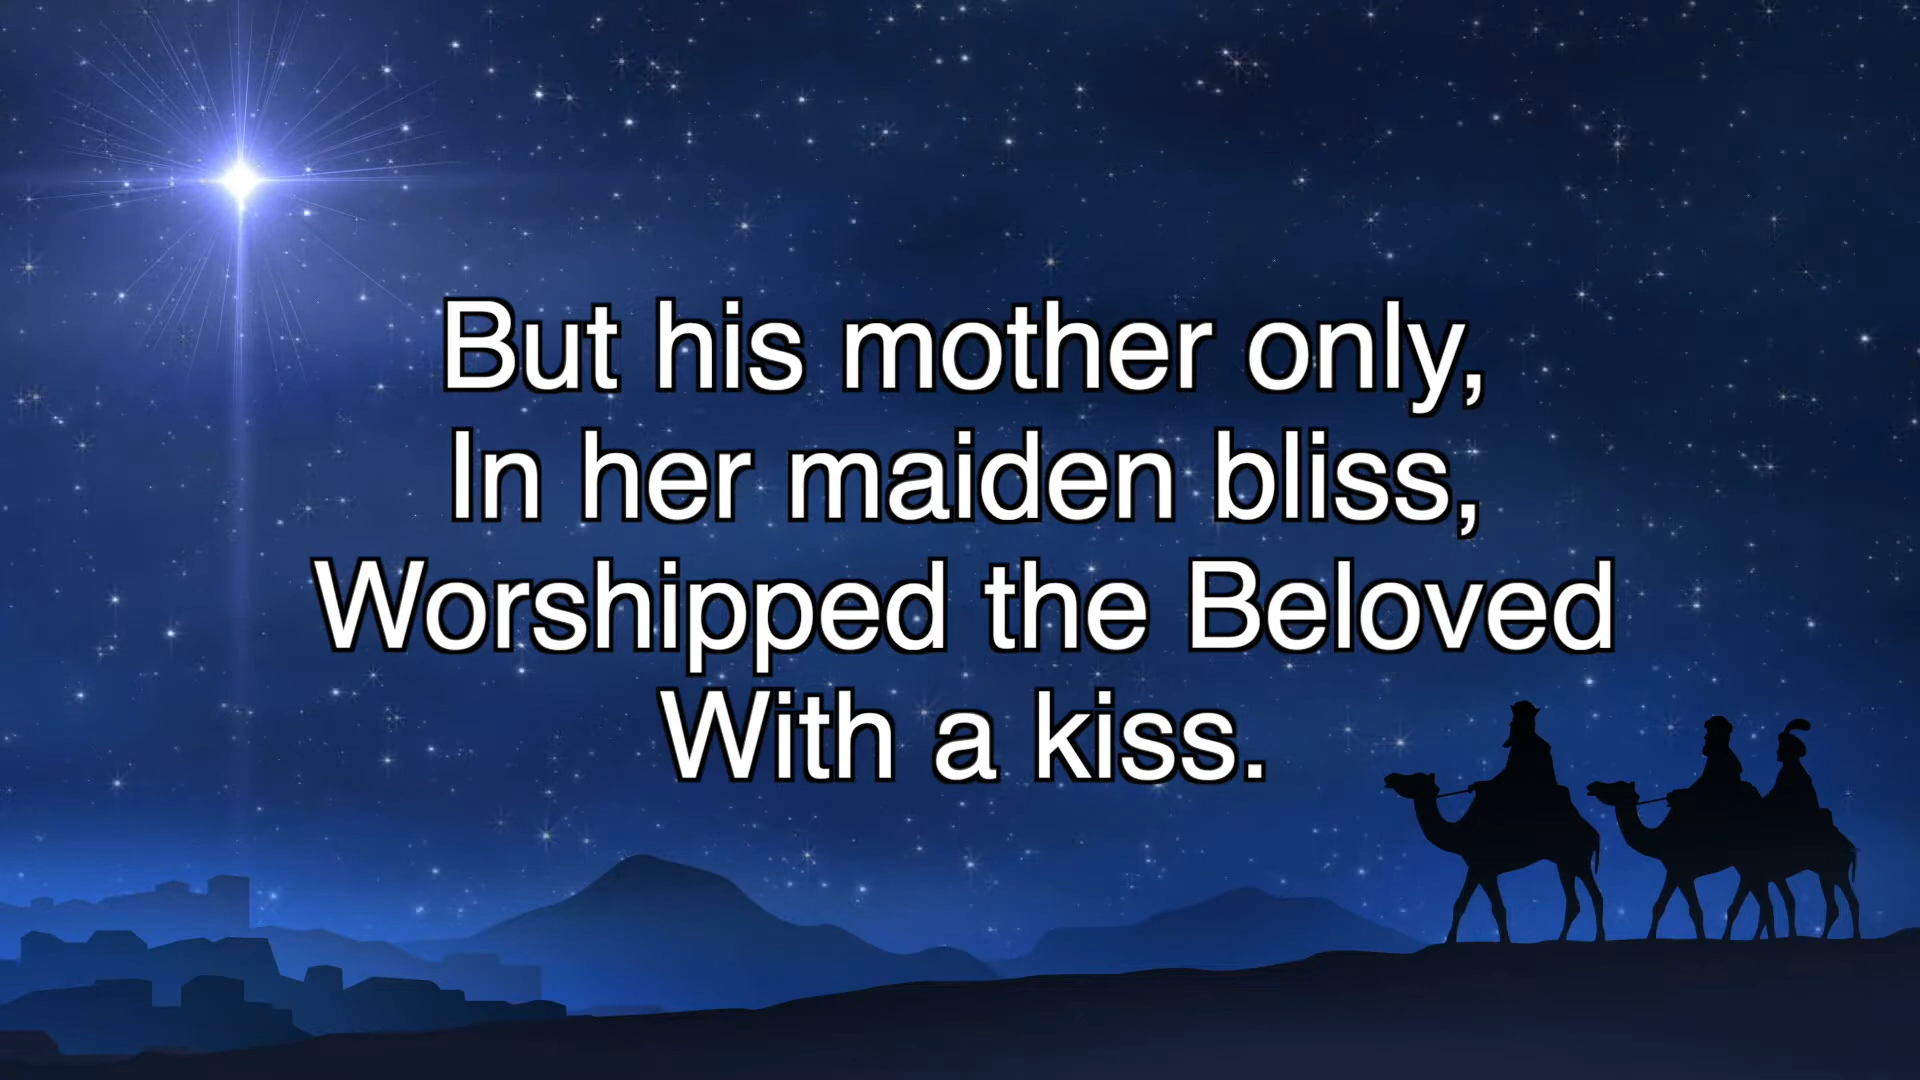 But his mother only,
In her maiden bliss,
Worshipped the Beloved
With a kiss.